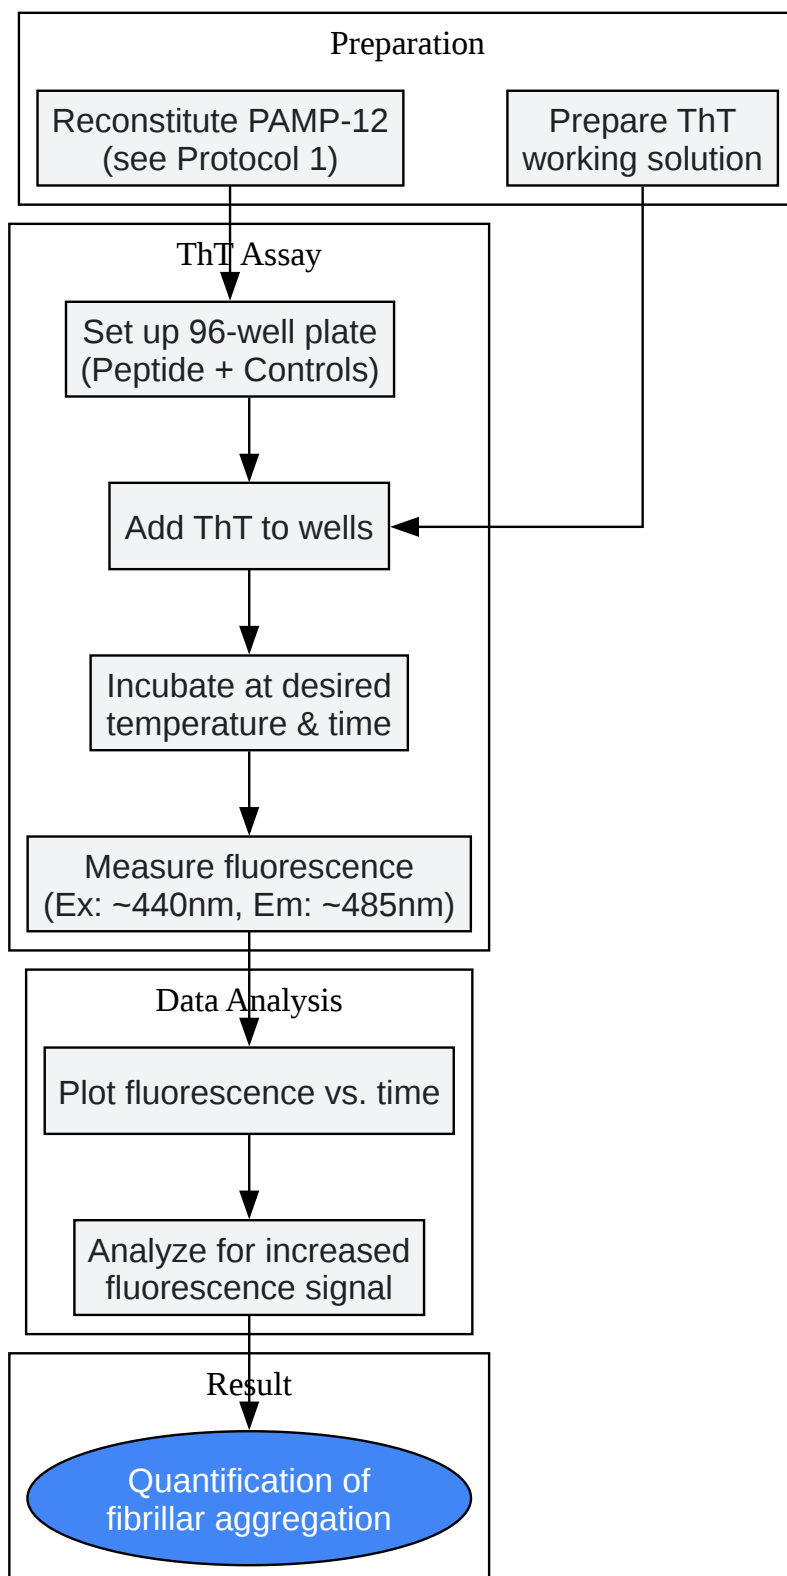 Preparation
Reconstitute PAMP-12
(see Protocol 1)
Prepare ThT
working solution
ThT Assay
Set up 96-well plate
(Peptide + Controls)
Add ThT to wells
Incubate at desired
temperature & time
Measure fluorescence
(Ex: ~440nm, Em: ~485nm)
Data Analysis
Plot fluorescence vs. time
Analyze for increased
fluorescence signal
Result
Quantification of
fibrillar aggregation